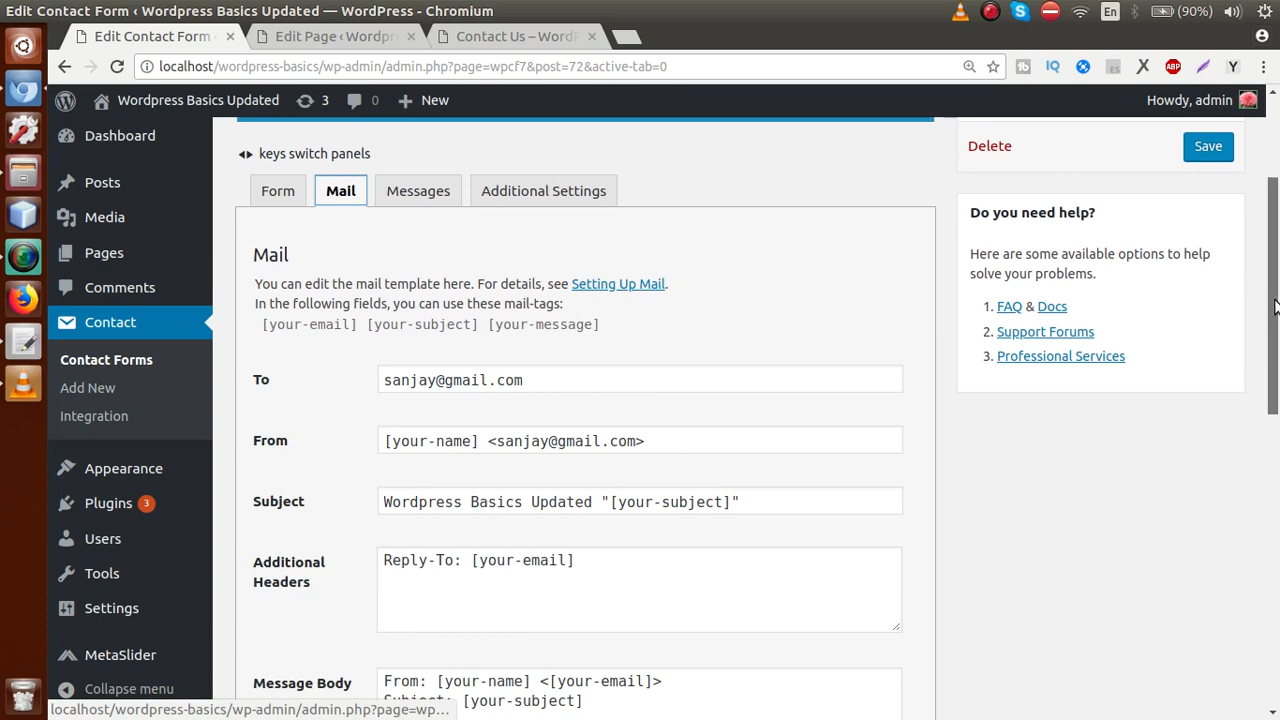 Edit Contact Form ‹ Wordpress Basics Updated — WordPress - Chromium
En
(90%)
Edit Contact Form ‹
Edit Page ‹ Wordpr
Contact Us – Word
localhost/wordpress-basics/wp-admin/admin.php?page=wpcf7&post=72&active-tab=0
Wordpress Basics Updated
3
0
New
Howdy, admin
Dashboard
Posts
Media
Pages
Comments
Contact
Contact Forms
Add New
Integration
Appearance
Plugins 3
Users
Tools
Settings
MetaSlider
Collapse menu
localhost/wordpress-basics/wp-admin/admin.php?page=wp...
keys switch panels
Form
Mail
Messages
Additional Settings
Mail
You can edit the mail template here. For details, see Setting Up Mail.
In the following fields, you can use these mail-tags:
[your-email] [your-subject] [your-message]
To
sanjay@gmail.com
From
[your-name] <sanjay@gmail.com>
Subject
Wordpress Basics Updated "[your-subject]"
Additional
Headers
Reply-To: [your-email]
Message Body
From: [your-name] <[your-email]>
Subject: [your-subject]
Delete
Save
Do you need help?
Here are some available options to help
solve your problems.
1. FAQ & Docs
2. Support Forums
3. Professional Services
IQ
ES
X
ABP
Y